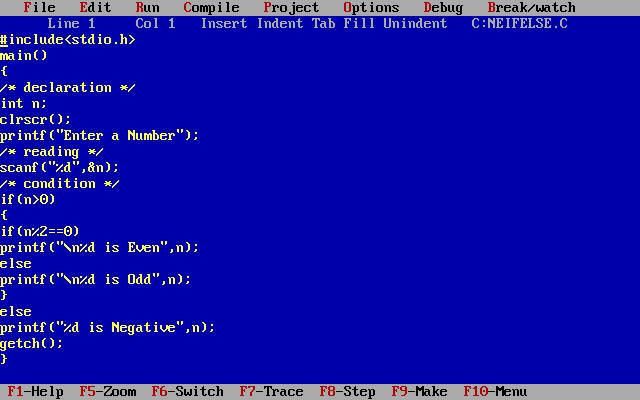 File Edit Run Compile Project Options Debug Break/watch
Line 1 Col 1 Insert Indent Tab Fill Unindent C:NEIFELSE.C
#include<stdio.h>
main()
{
/* declaration */
int n;
clrscr();
printf("Enter a Number");
/* reading */
scanf("%d",&n);
/* condition */
if(n>0)
{
if(n%2==0)
printf("\n%d is Even",n);
else
printf("\n%d is Odd",n);
}
else
printf("%d is Negative",n);
getch();
}
F1-Help F5-Zoom F6-Switch F7-Trace F8-Step F9-Make F10-Menu